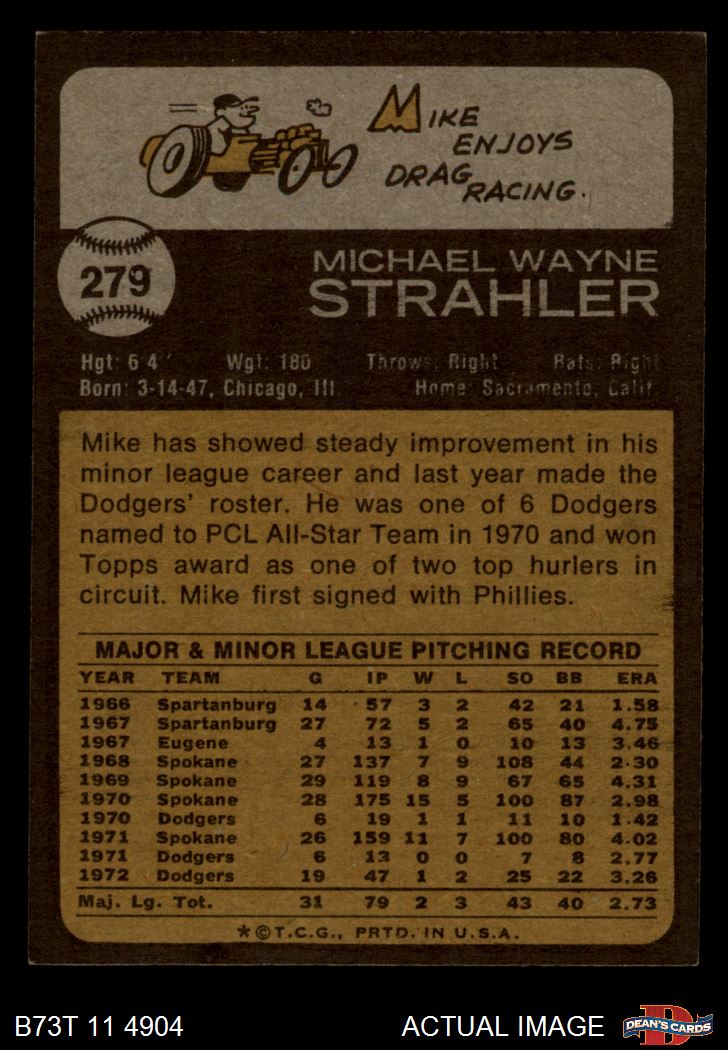 MIKE
ENJOYS
DRAG
RACING.
279
MICHAEL WAYNE
STRAHLER
Hgt: 6'4" Wgt: 180 Throws: Right Bats: Right
Born: 3-14-47, Chicago, Ill. Home: Sacramento, Calif.
Mike has showed steady improvement in his
minor league career and last year made the
Dodgers' roster. He was one of 6 Dodgers
named to PCL All-Star Team in 1970 and won
Topps award as one of two top hurlers in
circuit. Mike first signed with Phillies.
MAJOR & MINOR LEAGUE PITCHING RECORD
YEAR TEAM G IP W L SO BB ERA
1966 Spartanburg 14 57 3 2 42 21 1.58
1967 Spartanburg 27 72 5 2 65 40 4.75
1967 Eugene 4 13 1 0 10 13 3.46
1968 Spokane 27 137 7 9 108 44 2.30
1969 Spokane 29 119 8 9 67 65 4.31
1970 Spokane 28 175 15 5 100 87 2.98
1970 Dodgers 6 19 1 1 11 10 1.42
1971 Spokane 26 159 11 7 100 80 4.02
1971 Dodgers 6 13 0 0 7 8 2.77
1972 Dodgers 19 47 1 2 25 22 3.26
Maj. Lg. Tot. 31 79 2 3 43 40 2.73
*©T.C.G., PRTD. IN U.S.A.
B73T 11 4904 ACTUAL IMAGE D DEAN'S CARDS